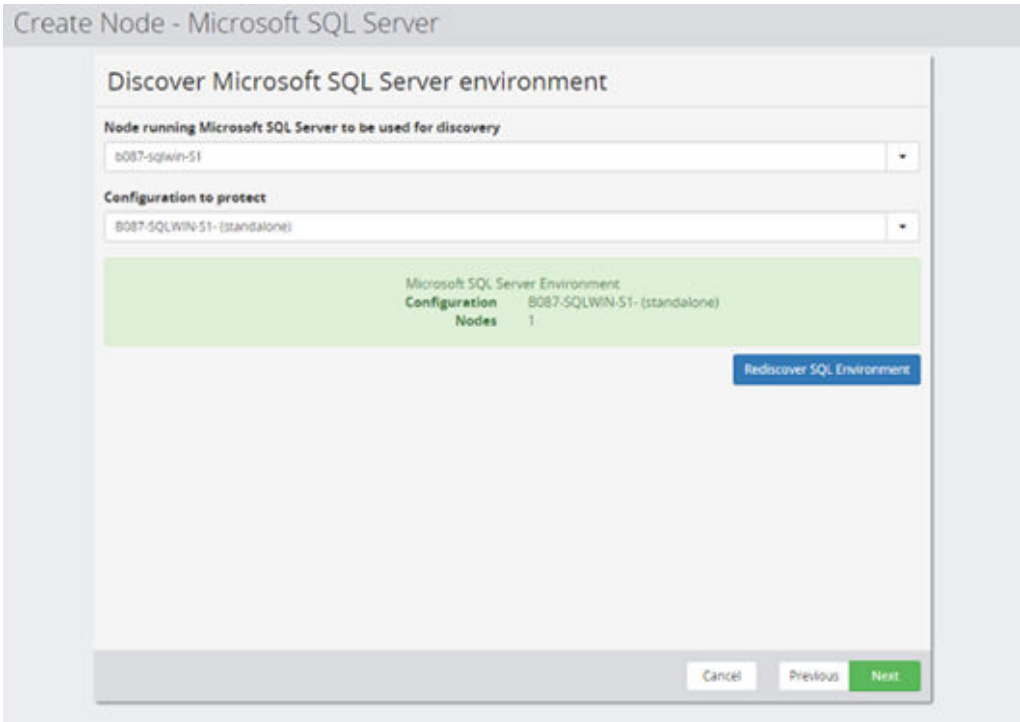 Create Node - Microsoft SQL Server
Discover Microsoft SQL Server environment
Node running Microsoft SQL Server to be used for discovery
b087-sqlwin-S1
Configuration to protect
B087-SQLWIN-S1- (standalone)
Microsoft SQL Server Environment
Configuration B087-SQLWIN-S1- (standalone)
Nodes 1
Rediscover SQL Environment
Cancel Previous Next